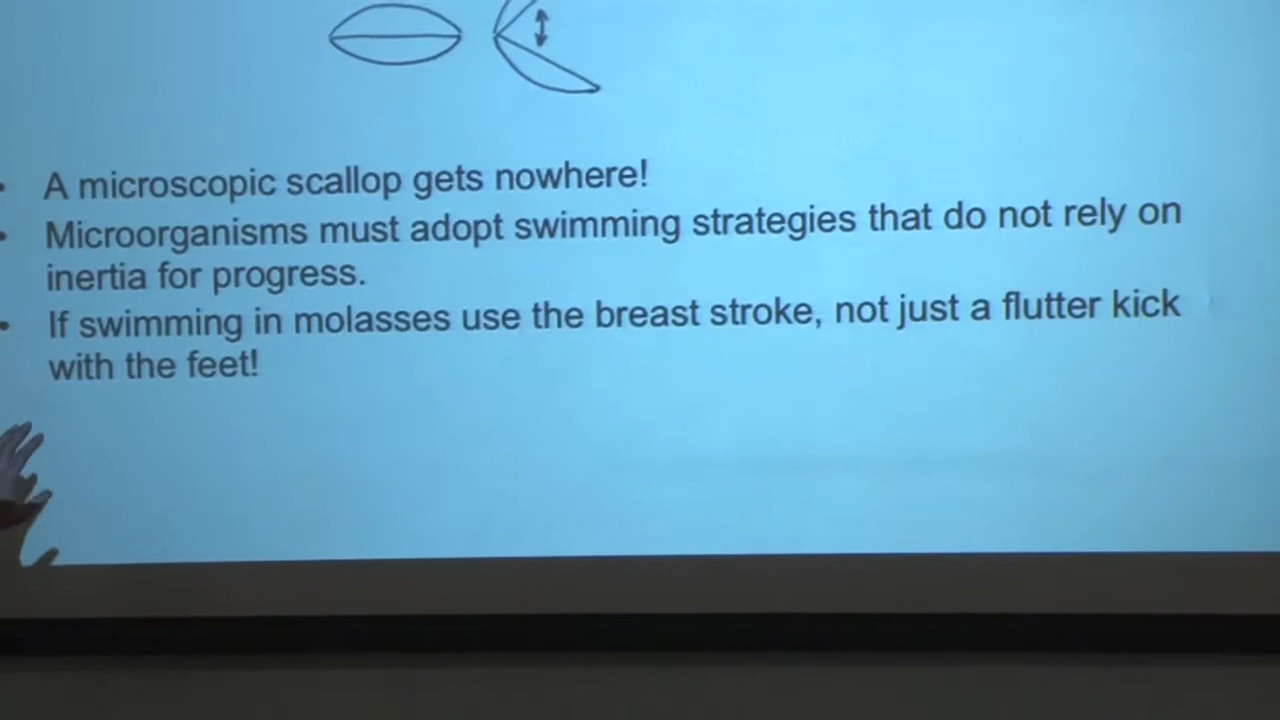 • A microscopic scallop gets nowhere!
• Microorganisms must adopt swimming strategies that do not rely on
inertia for progress.
• If swimming in molasses use the breast stroke, not just a flutter kick
with the feet!